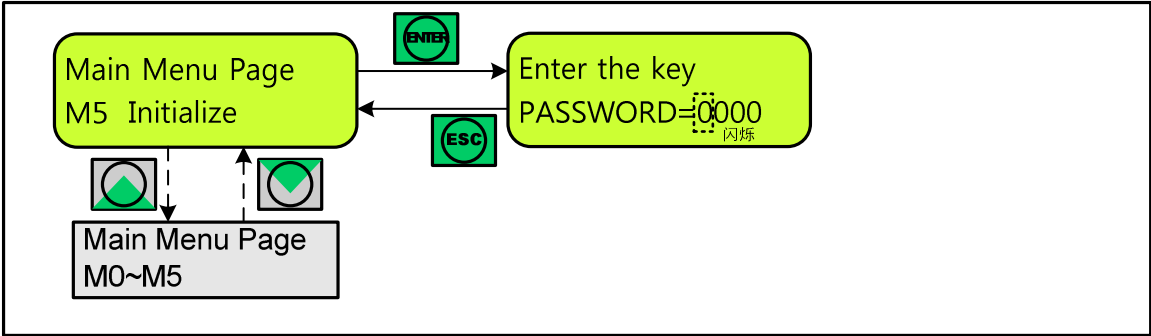 ENTER
Main Menu Page
M5 Initialize
Enter the key
PASSWORD=0000
闪烁
ESC
Main Menu Page
M0~M5